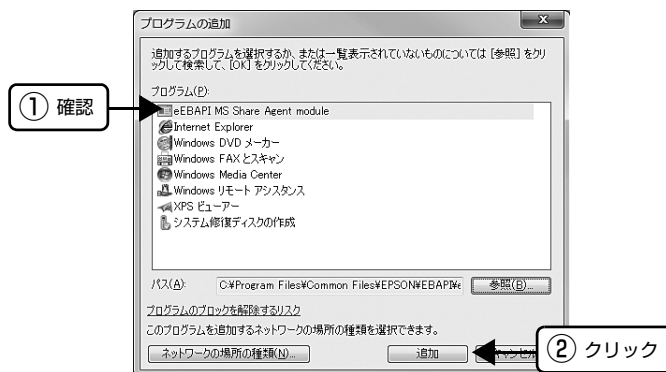 プログラムの追加
追加するプログラムを選択するか、または一覧表示されていないものについては [参照] をクリ
ックして検索して、[OK] をクリックしてください。
プログラム(P):
① 確認
eEBAPI MS Share Agent module
Internet Explorer
Windows DVD メーカー
Windows FAX とスキャン
Windows Media Center
Windows リモート アシスタンス
XPS ビューアー
システム修復ディスクの作成
パス(A): C:¥Program Files¥Common Files¥EPSON¥EBAPI¥e 参照(B)...
プログラムのブロックを解除するリスク
このプログラムを追加するネットワークの場所の種類を選択できます。
ネットワークの場所の種類(N)... 追加
② クリック